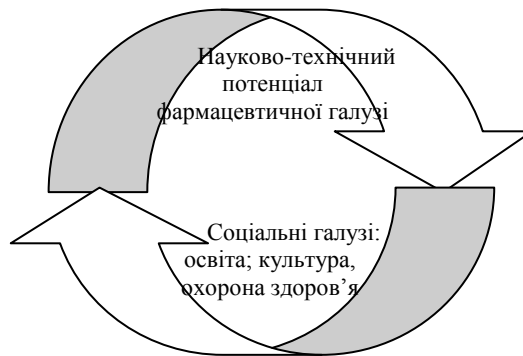 Науково-технічний
потенціал
фармацевтичної галузі
Соціальні галузі:
освіта; культура,
охорона здоров’я